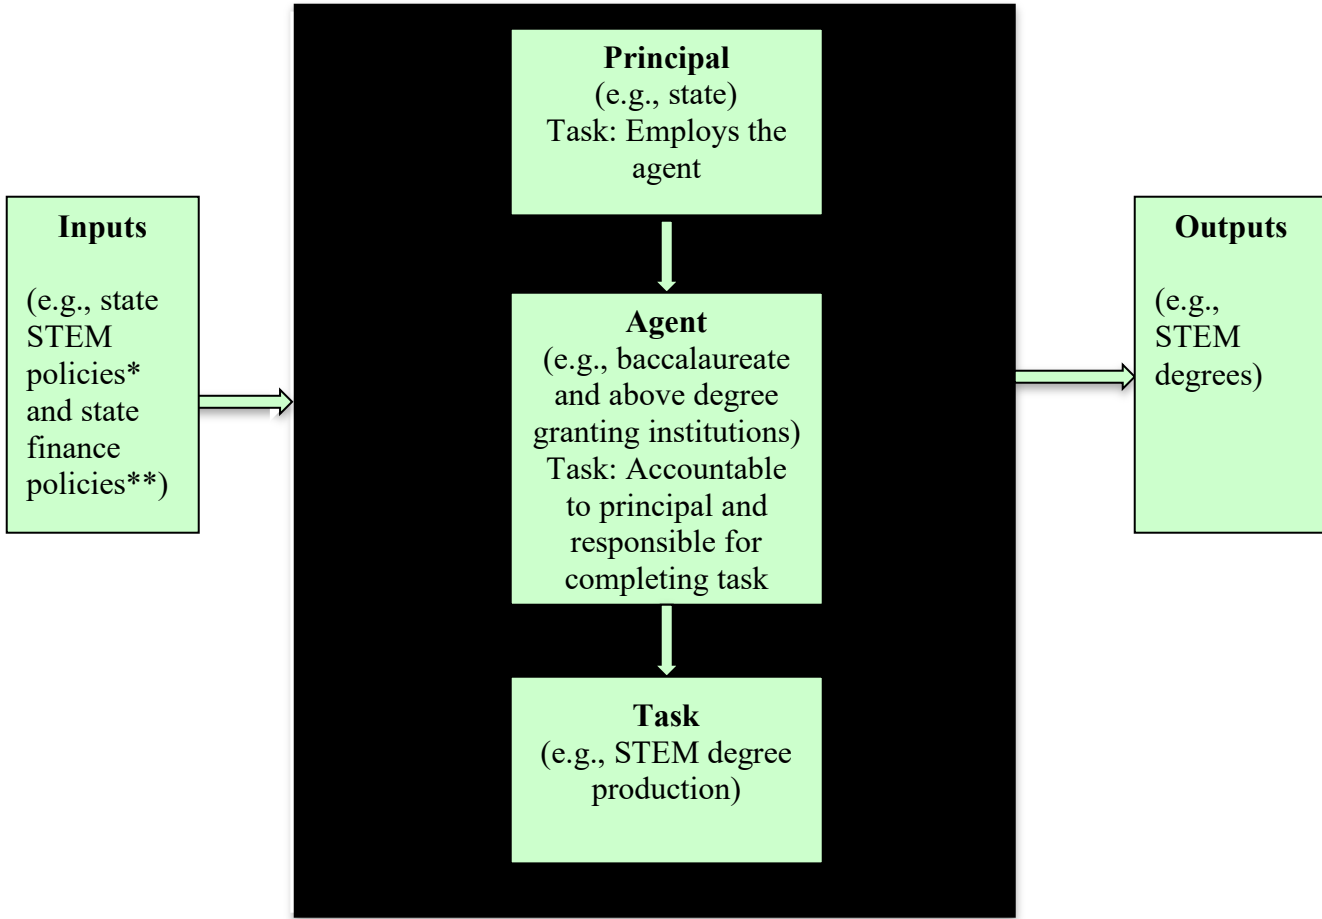 Inputs
(e.g., state
STEM
policies*
and state
finance
policies**)
Principal
(e.g., state)
Task: Employs the
agent
Agent
(e.g., baccalaureate
and above degree
granting institutions)
Task: Accountable
to principal and
responsible for
completing task
Task
(e.g., STEM degree
production)
Outputs
(e.g.,
STEM
degrees)